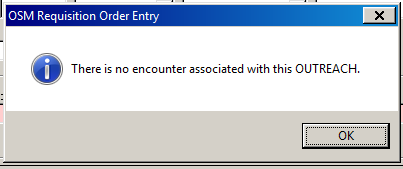 OSM Requisition Order Entry
There is no encounter associated with this OUTREACH.
OK